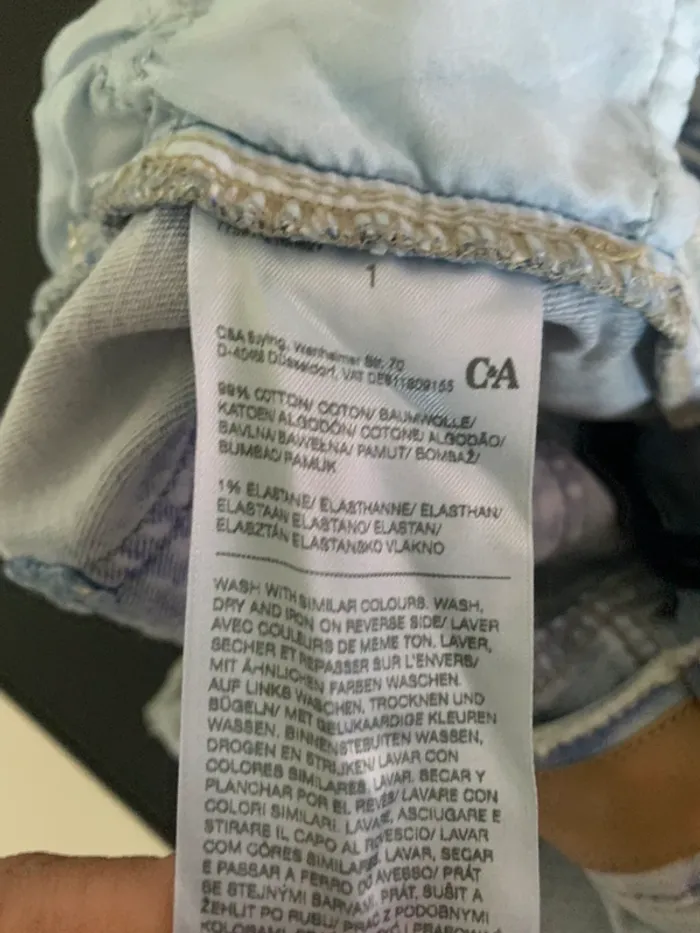 1
C&A Buying, Wanheimer Str. 70
D-40468 Düsseldorf, VAT DE811809155
C&A
99% COTTON/ COTON/ BAUMWOLLE/
KATOEN/ ALGODÓN/ COTONE/ ALGODÃO/
BAVLNA/ BAWEŁNA/ PAMUT/ BOMBAŽ/
BUMBAC/ PAMUK
1% ELASTANE/ ELASTHANNE/ ELASTHAN/
ELASTAAN/ ELASTANO/ ELASTAN/
ELASZTÁN/ ELASTANSKO VLAKNO
WASH WITH SIMILAR COLOURS. WASH,
DRY AND IRON ON REVERSE SIDE/ LAVER
AVEC COULEURS DE MEME TON. LAVER,
SECHER ET REPASSER SUR L'ENVERS/
MIT ÄHNLICHEN FARBEN WASCHEN.
AUF LINKS WASCHEN, TROCKNEN UND
BÜGELN/ MET GELIJKAARDIGE KLEUREN
WASSEN. BINNENSTEBUITEN WASSEN,
DROGEN EN STRIJKEN/ LAVAR CON
COLORES SIMILARES. LAVAR, SECAR Y
PLANCHAR POR EL REVÉS/ LAVARE CON
COLORI SIMILARI. LAVARE, ASCIUGARE E
STIRARE IL CAPO AL ROVESCIO/ LAVAR
COM CÔRES SIMILARES. LAVAR, SECAR
E PASSAR A FERRO DO AVESSO/ PRÁT
SE STEJNÝMI BARVAMI. PRÁT, SUŠIT A
ŽEHLIT PO RUBU/ PRAĆ Z PODOBNYMI